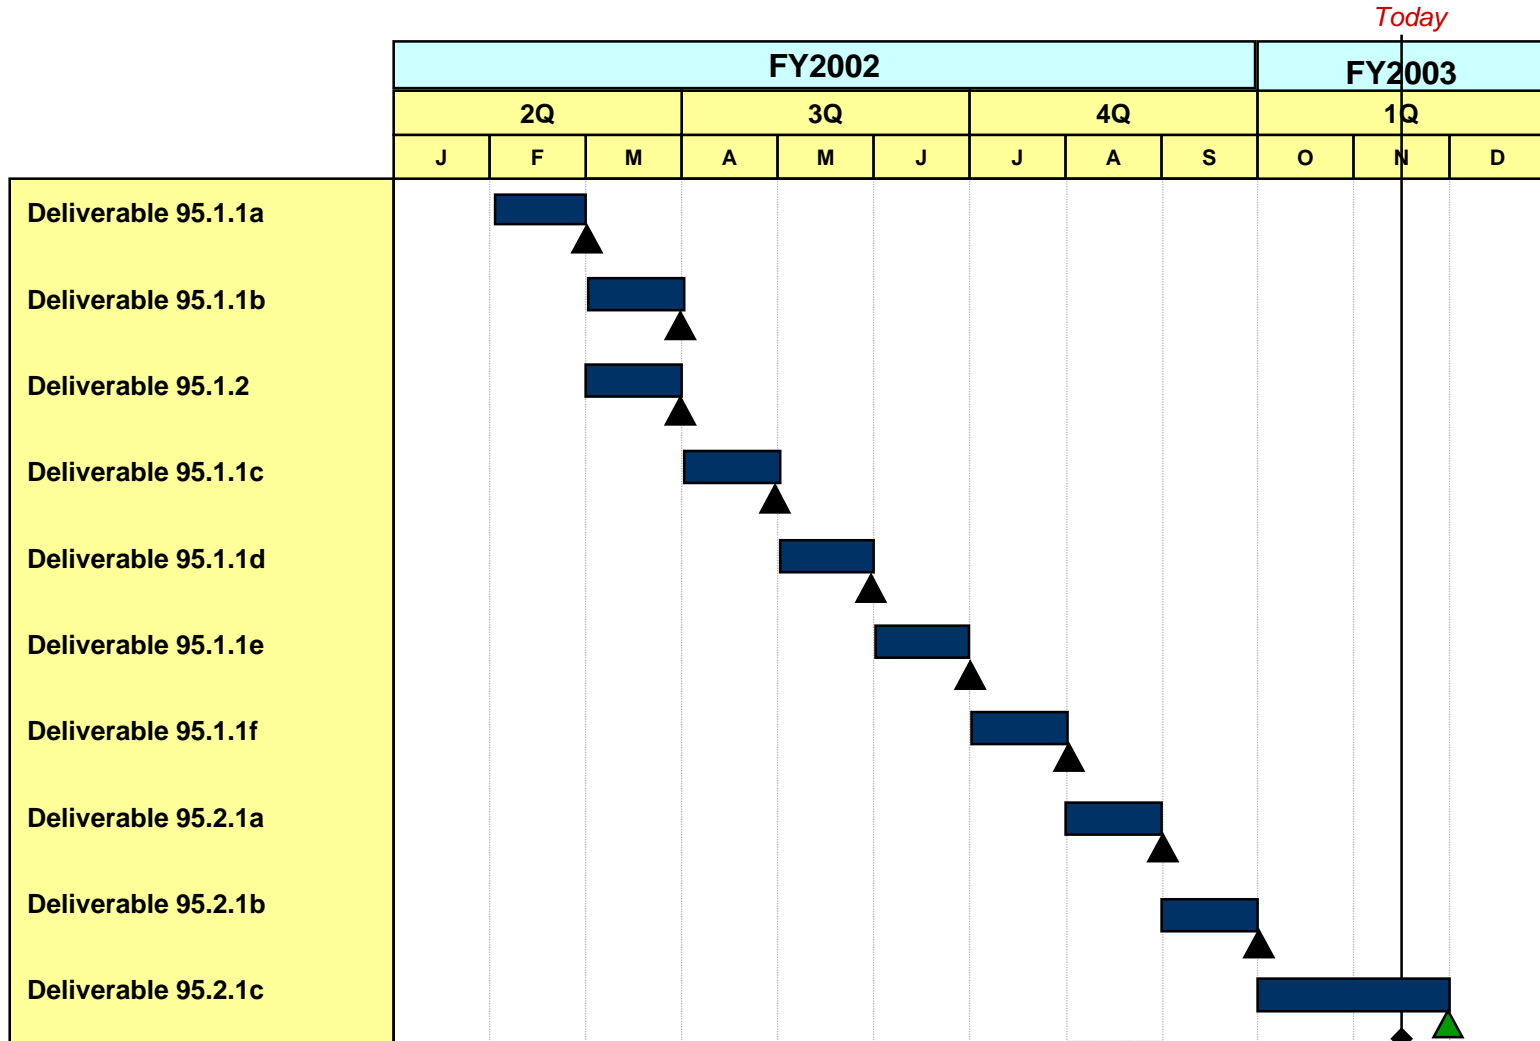 Today
FY2002 FY2003
2Q 3Q 4Q 1Q
J F M A M J J A S O N D
Deliverable 95.1.1a
Deliverable 95.1.1b
Deliverable 95.1.2
Deliverable 95.1.1c
Deliverable 95.1.1d
Deliverable 95.1.1e
Deliverable 95.1.1f
Deliverable 95.2.1a
Deliverable 95.2.1b
Deliverable 95.2.1c